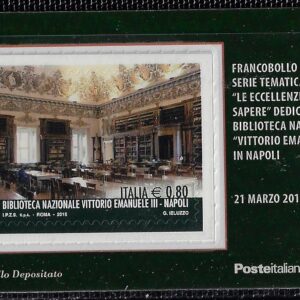 FRANCOBOLLO
SERIE TEMATICA
"LE ECCELLENZE
SAPERE" DEDIC
BIBLIOTECA NA
"VITTORIO EMA
IN NAPOLI
21 MARZO 201
ITALIA € 0,80
BIBLIOTECA NAZIONALE VITTORIO EMANUELE III - NAPOLI
I.P.Z.S. S.p.A. - ROMA - 2015
G. IELUZZO
llo Depositato
Posteitalian